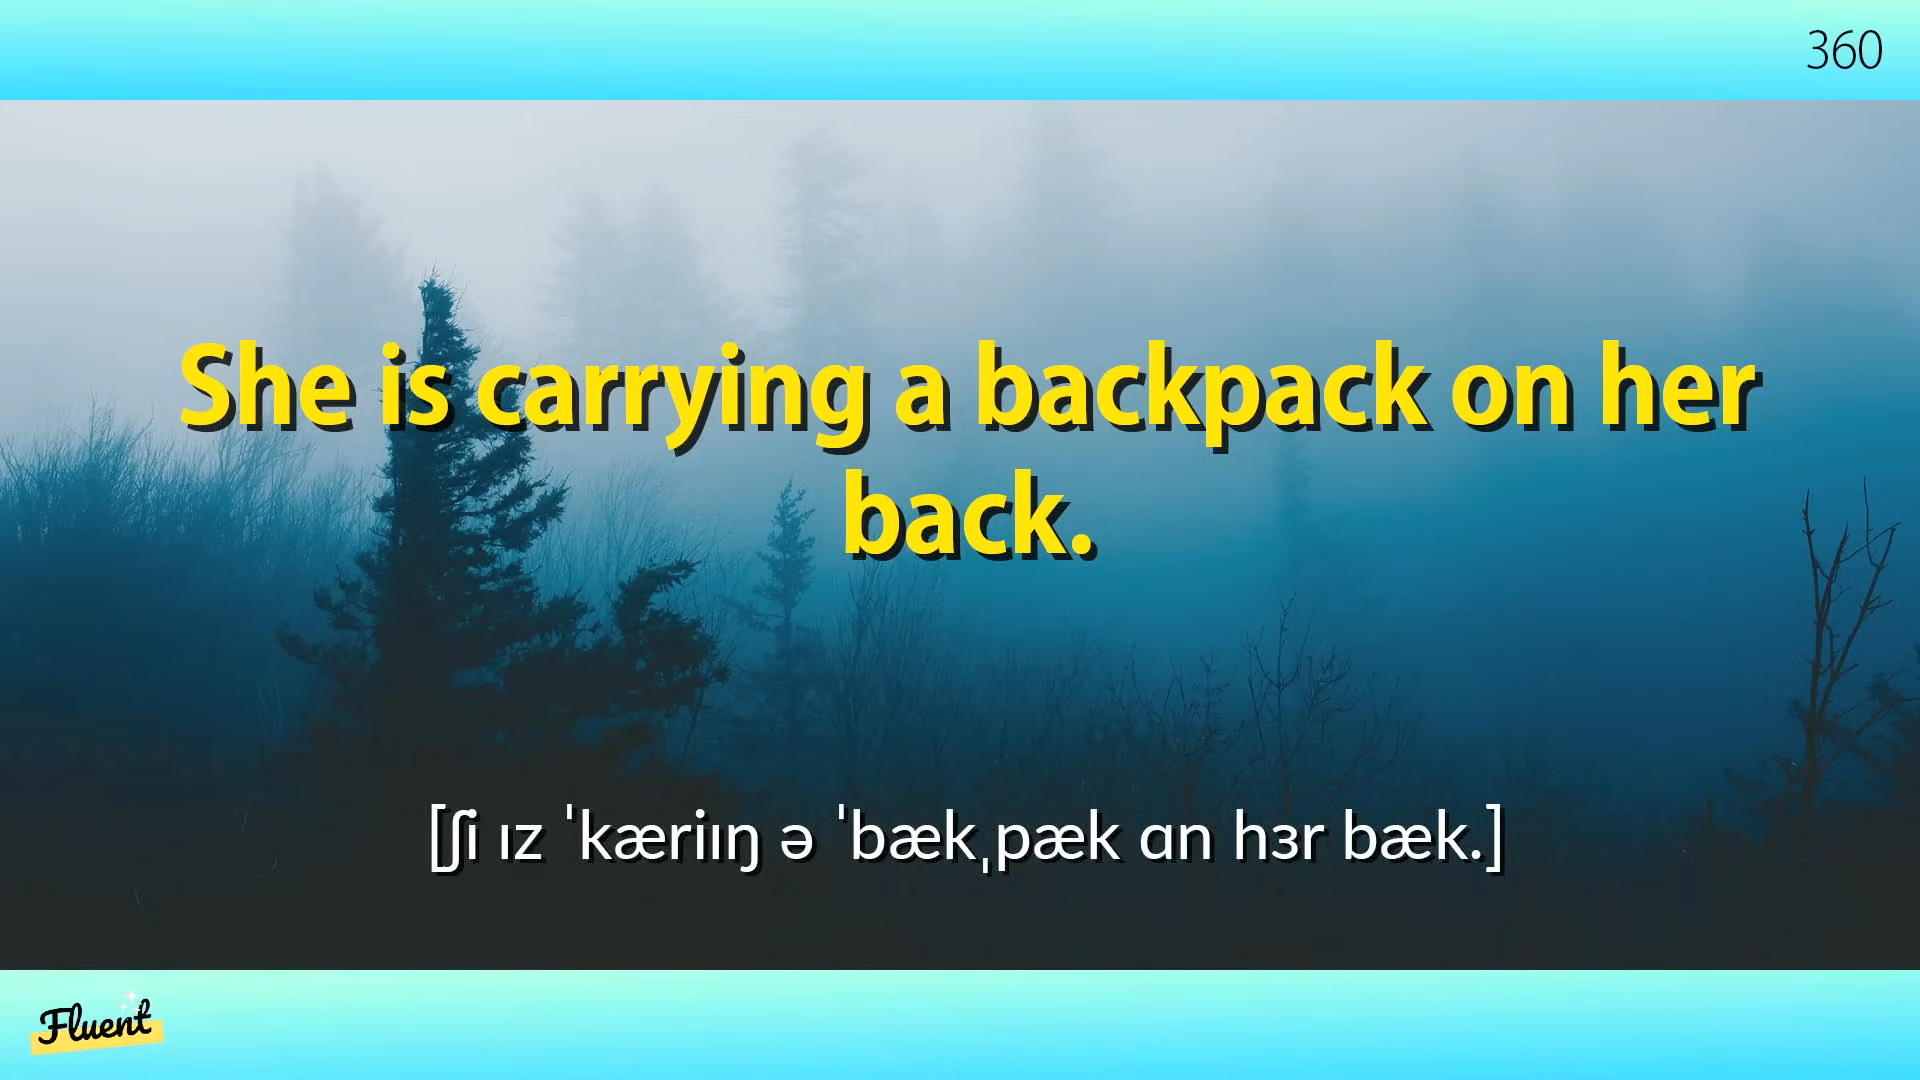 360
She is carrying a backpack on her
back.
[ʃi ɪz ˈkæriɪŋ ə ˈbækˌpæk ɑn hɜr bæk.]
Fluent